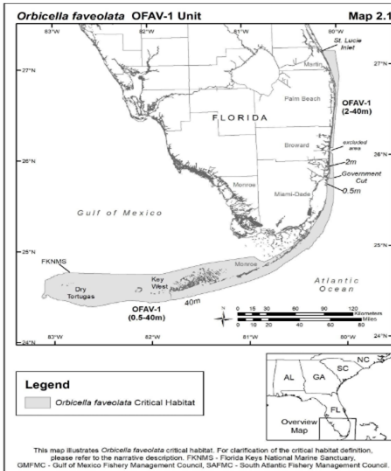 Orbicella faveolata OFAV-1 Unit Map 2.1
83°W 82°W 81°W 80°W
St. Lucie
Inlet
27°N
Martin
27°N
Palm Beach
OFAV-1
(2-40m)
FLORIDA
excluded
area
Broward
26°N
2m
26°N
Government
Cut
Monroe
Miami-Dade
0.5m
Gulf of Mexico
25°N
FKNMS
Monroe
25°N
Key
West
Dry
Tortugas
40m
Atlantic
Ocean
OFAV-1
(0.5-40m)
Kilometers
Miles
24°N
24°N
83°W 82°W 81°W 80°W
Legend
Orbicella faveolata Critical Habitat
NC
SC
AL
GA
FL
Overview
Map
This map illustrates Orbicella faveolata critical habitat. For clarification of the critical habitat definition,
please refer to the narrative description. FKNMS - Florida Keys National Marine Sanctuary,
GMFMC - Gulf of Mexico Fishery Management Council, SAFMC - South Atlantic Fishery Management Council.